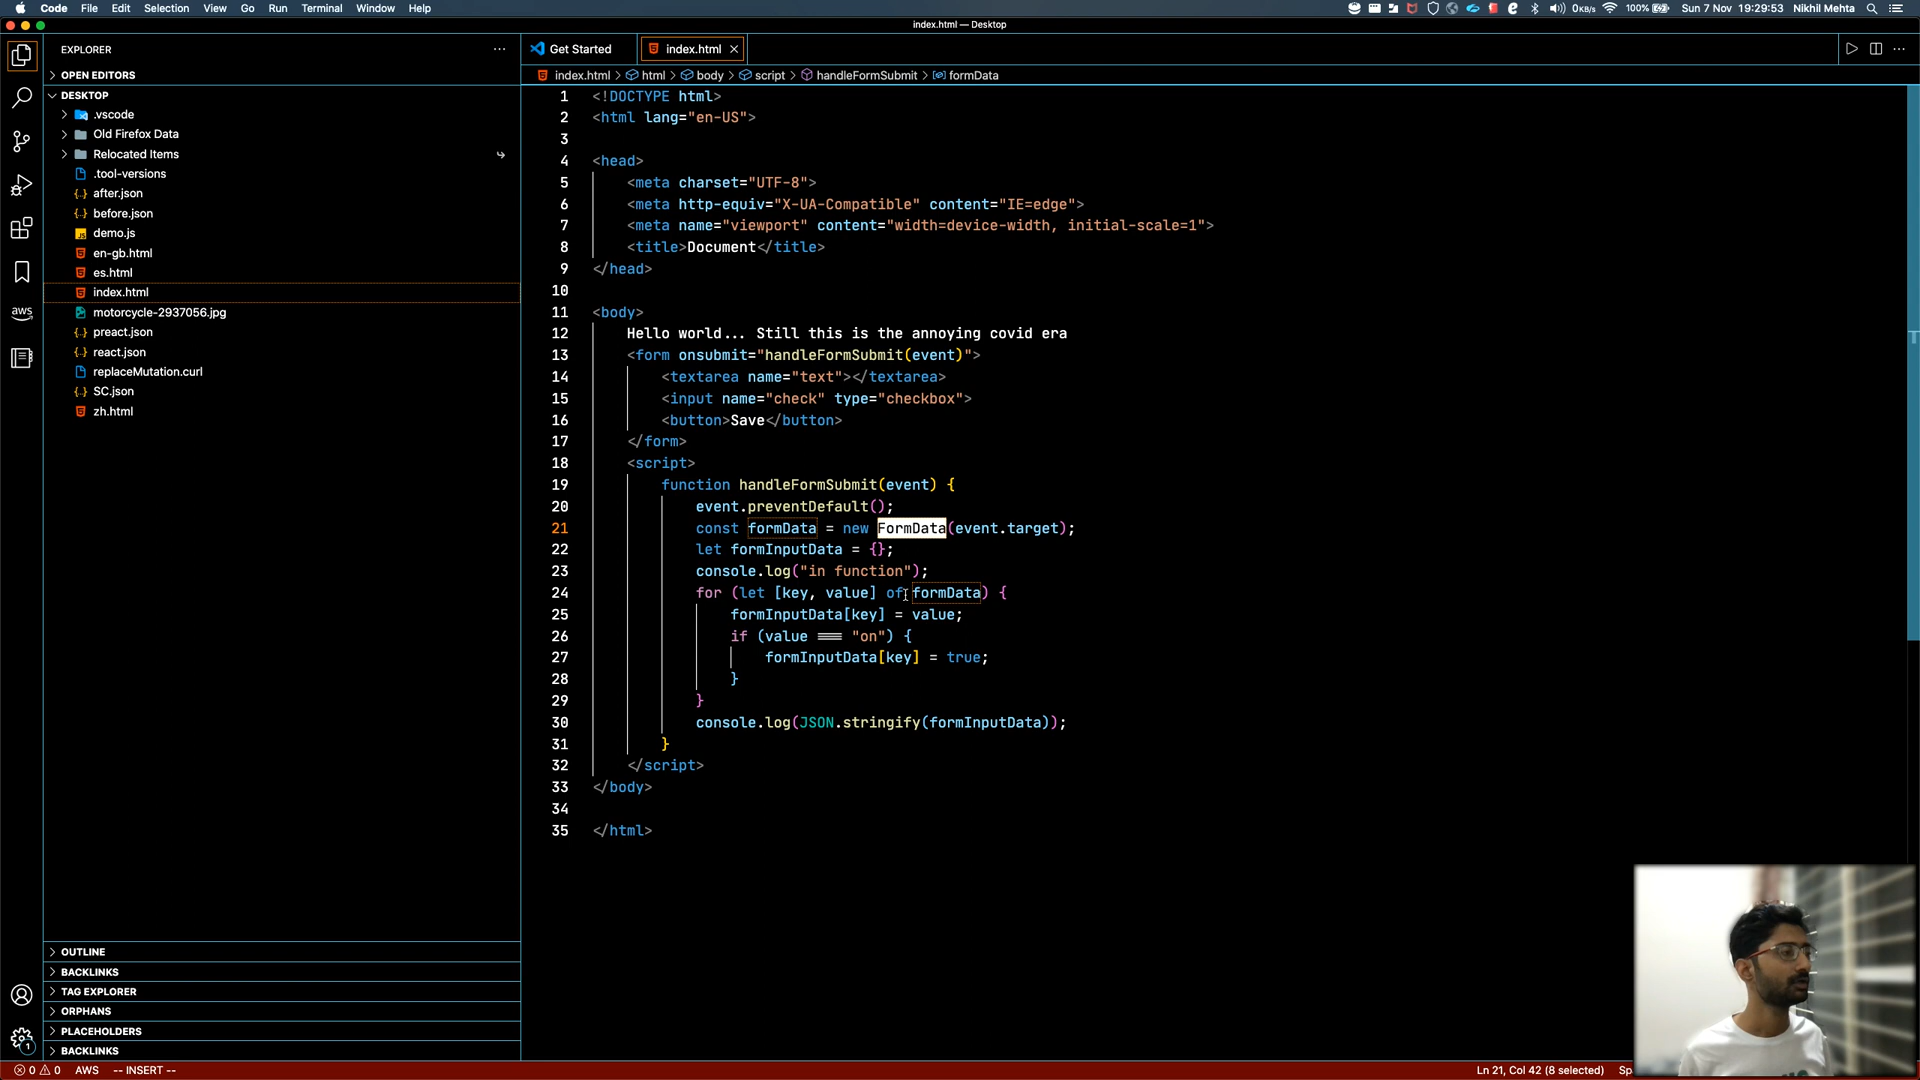 Code File Edit Selection View Go Run Terminal Window Help
0KB/s 100% Sun 7 Nov 19:29:53 Nikhil Mehta
index.html — Desktop
EXPLORER
Get Started
index.html
OPEN EDITORS
index.html > html > body > script > handleFormSubmit > formData
DESKTOP
.vscode
Old Firefox Data
Relocated Items
.tool-versions
after.json
before.json
demo.js
en-gb.html
es.html
index.html
motorcycle-2937056.jpg
preact.json
react.json
replaceMutation.curl
SC.json
zh.html
aws
1 <!DOCTYPE html>
2 <html lang="en-US">
3
4 <head>
5 <meta charset="UTF-8">
6 <meta http-equiv="X-UA-Compatible" content="IE=edge">
7 <meta name="viewport" content="width=device-width, initial-scale=1">
8 <title>Document</title>
9 </head>
10
11 <body>
12 Hello world... Still this is the annoying covid era
13 <form onsubmit="handleFormSubmit(event)">
14 <textarea name="text"></textarea>
15 <input name="check" type="checkbox">
16 <button>Save</button>
17 </form>
18 <script>
19 function handleFormSubmit(event) {
20 event.preventDefault();
21 const formData = new FormData(event.target);
22 let formInputData = {};
23 console.log("in function");
24 for (let [key, value] of formData) {
25 formInputData[key] = value;
26 if (value === "on") {
27 formInputData[key] = true;
28 }
29 }
30 console.log(JSON.stringify(formInputData));
31 }
32 </script>
33 </body>
34
35 </html>
OUTLINE
BACKLINKS
TAG EXPLORER
ORPHANS
PLACEHOLDERS
BACKLINKS
1
0 0 AWS -- INSERT --
Ln 21, Col 42 (8 selected)